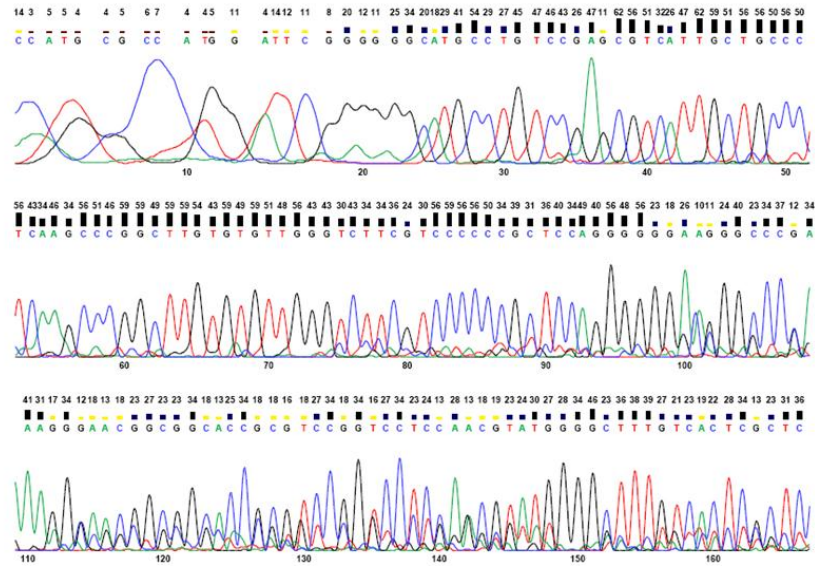 14 3 5 5 4 4 5 6 7 4 4 5 11 4 14 12 11 8 20 12 11 25 34 20 18 29 41 54 29 27 47 46 43 26 47 11 62 56 51 32 26 47 62 59 51 56 50 56 50
C C A T G C G C C A T G G A T T C G G G G G G C A T G C C T G T C C G A G C G T C A T T G C T G C C C
10 20 30 40 50
56 43 34 46 34 56 51 46 59 59 49 59 59 54 43 59 49 59 51 48 56 43 43 30 43 34 34 36 24 30 56 59 56 56 50 34 39 31 36 40 34 49 40 56 48 56 23 18 26 10 11 24 40 23 34 37 12 34
T C A A G C C C G G C T T G T G T G T T G G G T C T T C G T C C C C C C G C T C C A G G G G G G A A G G G C C C G A
60 70 80 90 100
41 31 17 34 12 18 13 18 23 27 23 23 34 18 13 25 34 18 18 16 18 27 34 18 34 16 27 34 23 24 13 28 13 18 19 23 24 30 27 28 34 46 23 36 38 39 27 21 23 19 22 28 34 13 23 31 36
A A G G G A A C G G C G G C A C C G C G T C C G G T C C T C C A A C G T A T G G G G C T T T G T C A C T C G C T C
110 120 130 140 150 160